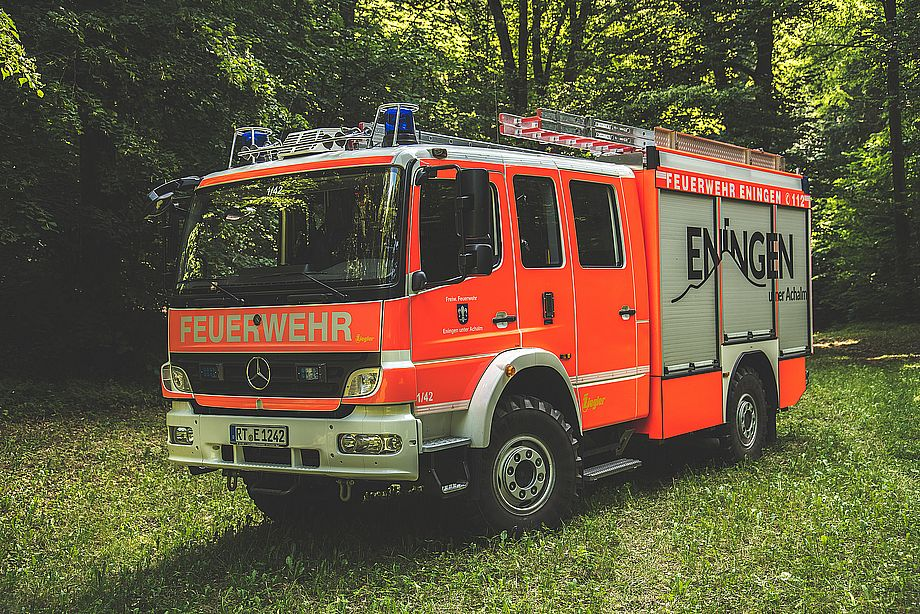 1/42
FEUERWEHR
Ziegler
RT E 1242
Freiw. Feuerwehr
Eningen unter Achalm
1/42
Ziegler
FEUERWEHR ENINGEN 112
ENINGEN
unter Achalm